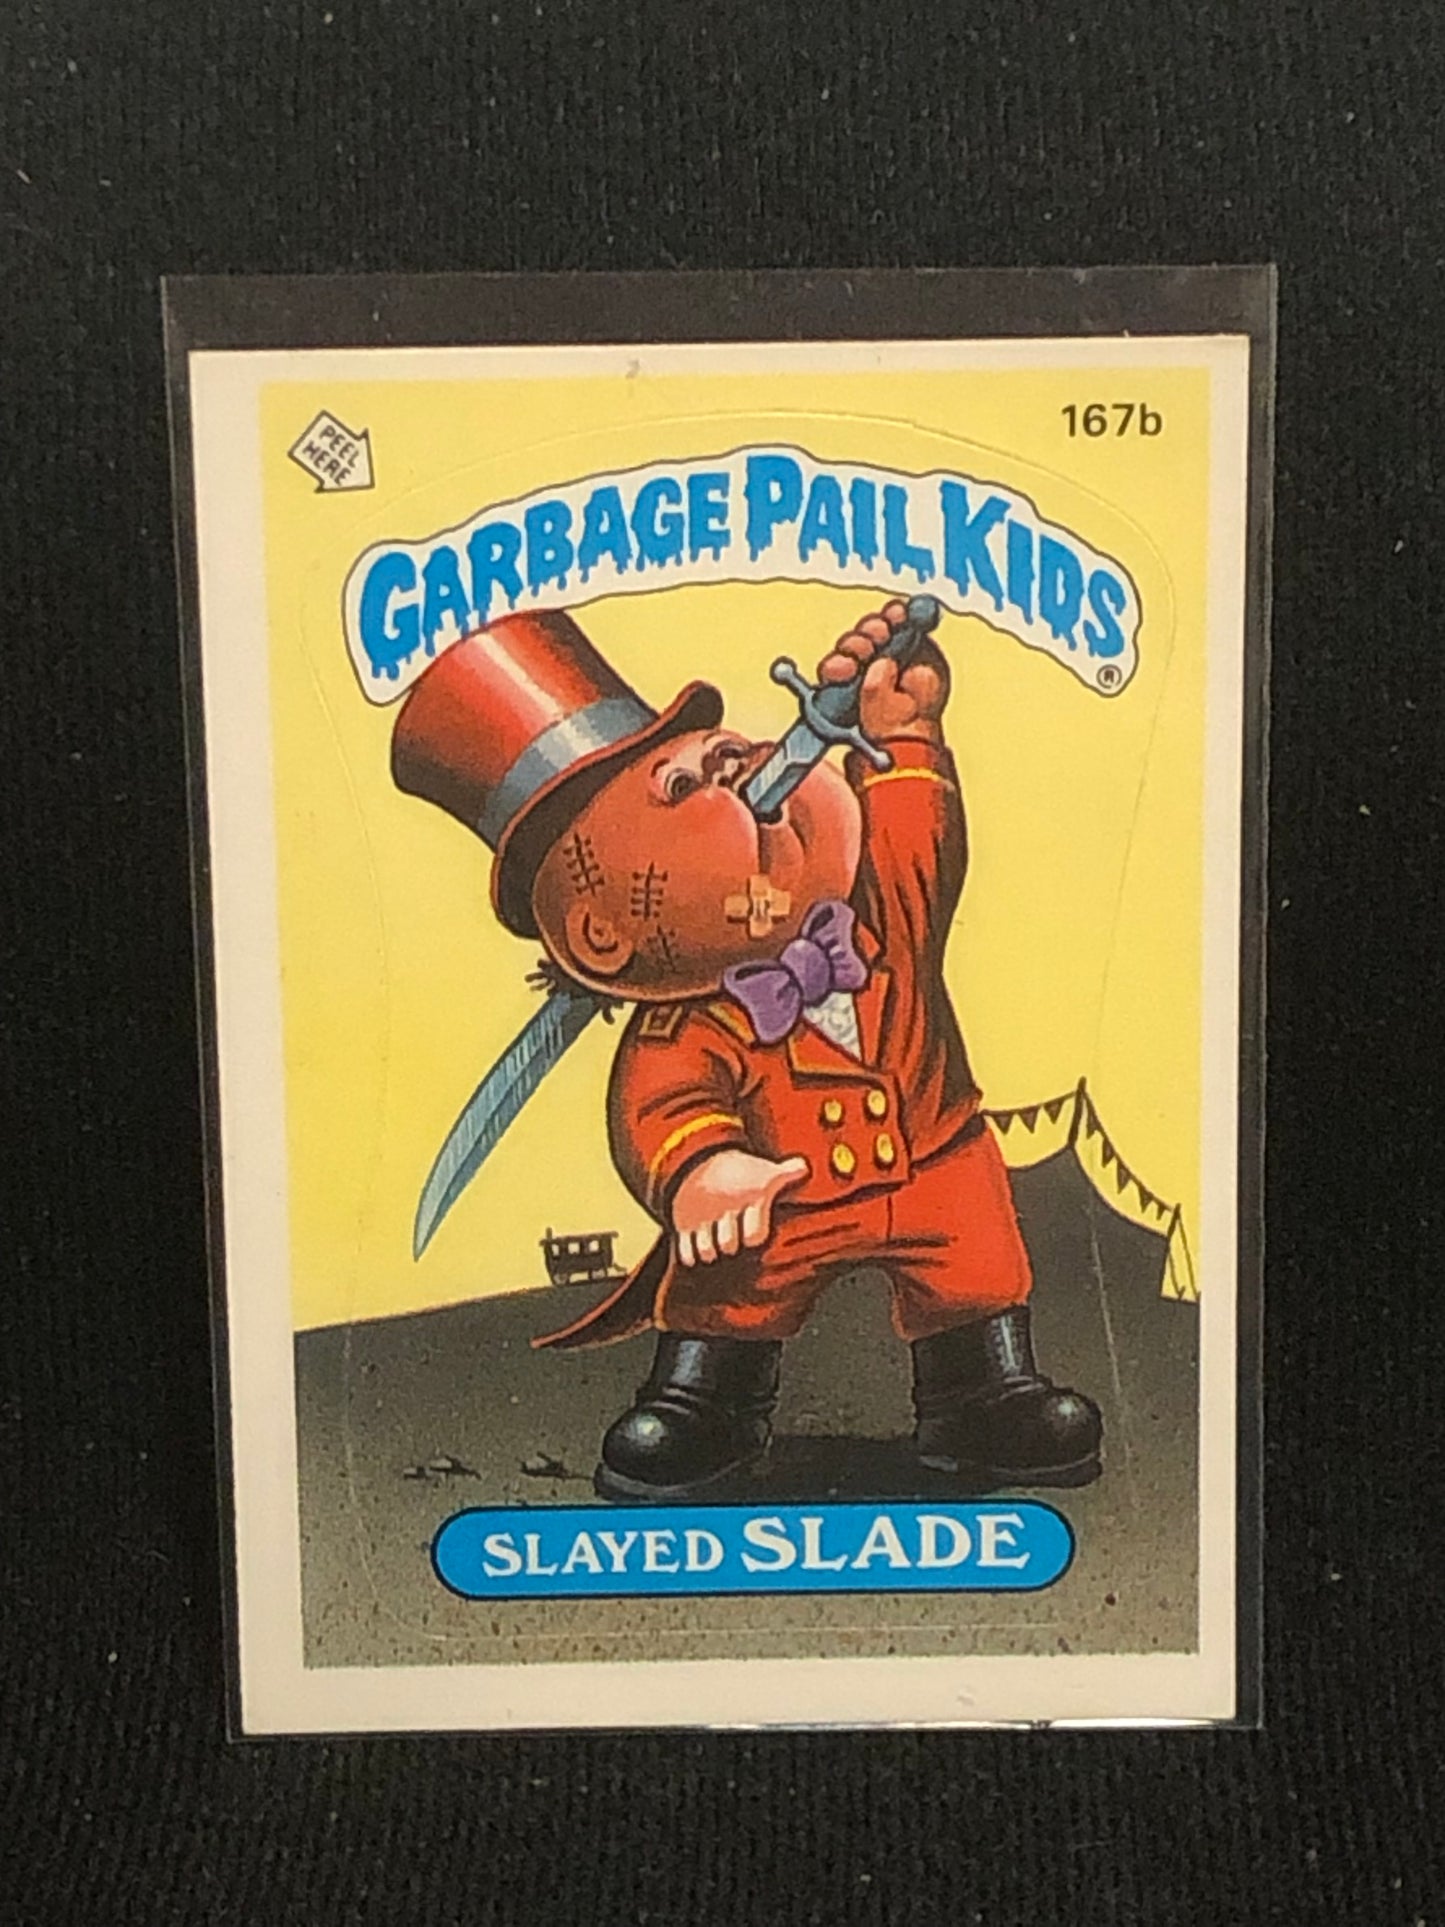 PEEL
HERE
167b
GARBAGE PAIL KIDS
®
SLAYED SLADE